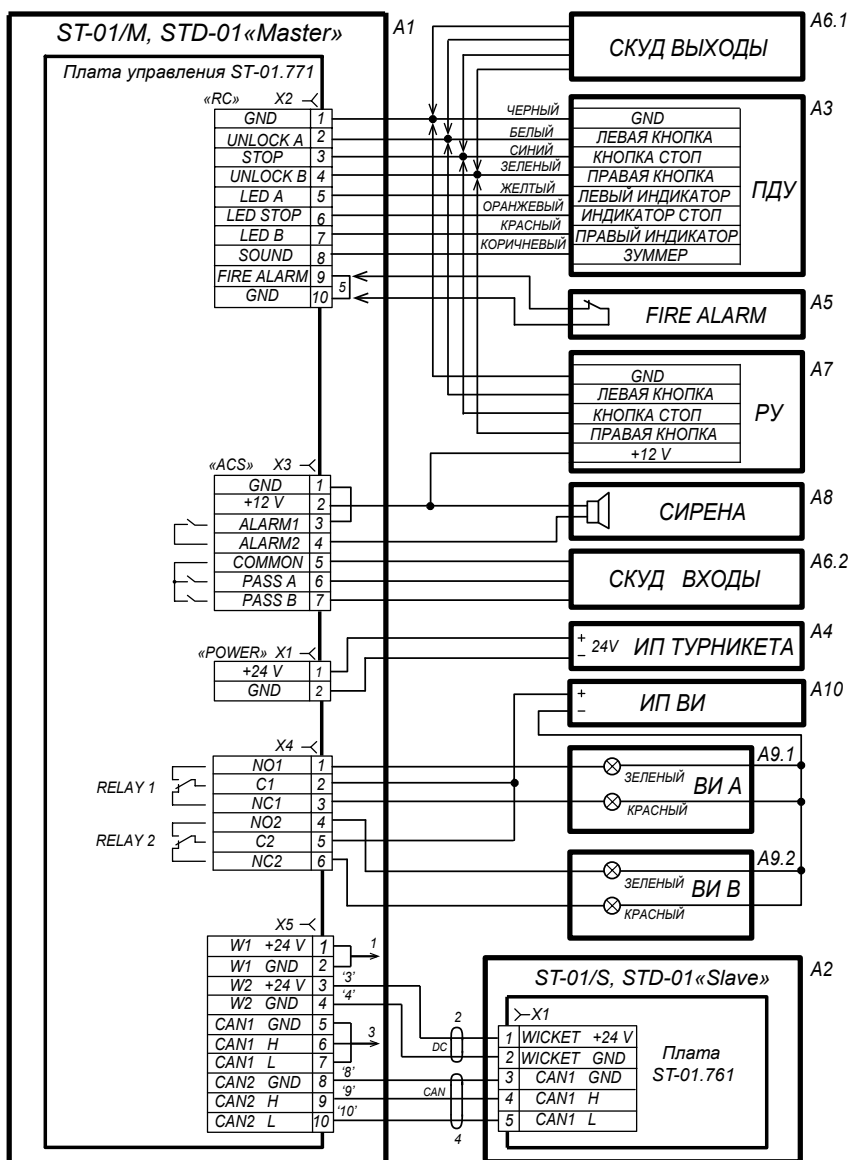 ST-01/M, STD-01«Master»
A1
Плата управления ST-01.771
«RC» X2
GND 1
UNLOCK A 2
STOP 3
UNLOCK B 4
LED A 5
LED STOP 6
LED B 7
SOUND 8
FIRE ALARM 9
GND 10
5
ЧЕРНЫЙ
БЕЛЫЙ
СИНИЙ
ЗЕЛЕНЫЙ
ЖЕЛТЫЙ
ОРАНЖЕВЫЙ
КРАСНЫЙ
КОРИЧНЕВЫЙ
СКУД ВЫХОДЫ
A6.1
GND
ЛЕВАЯ КНОПКА
КНОПКА СТОП
ПРАВАЯ КНОПКА
ЛЕВЫЙ ИНДИКАТОР
ИНДИКАТОР СТОП
ПРАВЫЙ ИНДИКАТОР
ЗУММЕР
ПДУ
A3
FIRE ALARM
A5
GND
ЛЕВАЯ КНОПКА
КНОПКА СТОП
ПРАВАЯ КНОПКА
+12 V
РУ
A7
«ACS» X3
GND 1
+12 V 2
ALARM1 3
ALARM2 4
COMMON 5
PASS A 6
PASS B 7
СИРЕНА
A8
СКУД ВХОДЫ
A6.2
«POWER» X1
+24 V 1
GND 2
+
– 24V ИП ТУРНИКЕТА
A4
+
–
ИП ВИ
A10
X4
NO1 1
C1 2
NC1 3
NO2 4
C2 5
NC2 6
RELAY 1
RELAY 2
A9.1
ЗЕЛЕНЫЙ
ВИ А
КРАСНЫЙ
A9.2
ЗЕЛЕНЫЙ
ВИ В
КРАСНЫЙ
X5
W1 +24 V 1
W1 GND 2
W2 +24 V 3
W2 GND 4
CAN1 GND 5
CAN1 H 6
CAN1 L 7
CAN2 GND 8
CAN2 H 9
CAN2 L 10
1
‘3’
‘4’
3
‘8’
‘9’
‘10’
2
DC
CAN
4
ST-01/S, STD-01«Slave»
A2
X1
1 WICKET +24 V
2 WICKET GND
3 CAN1 GND
4 CAN1 H
5 CAN1 L
Плата
ST-01.761